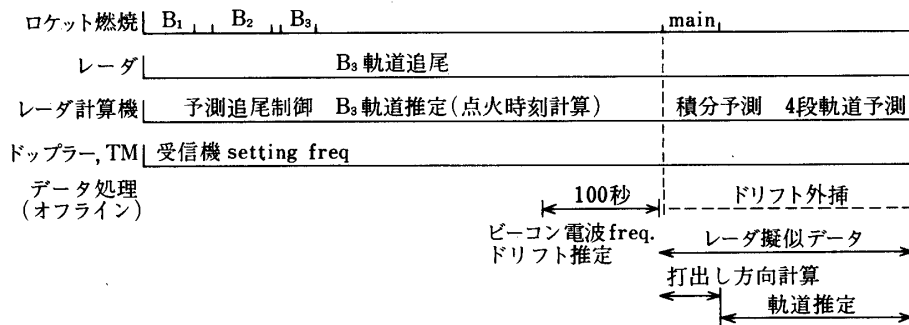 ロケット燃焼 B₁ B₂ B₃ main
レーダ B₃軌道追尾
レーダ計算機 予測追尾制御 B₃軌道推定(点火時刻計算) 積分予測 4段軌道予測
ドップラー, TM 受信機 setting freq
データ処理
(オフライン)
100秒 ドリフト外挿
ビーコン電波freq.
ドリフト推定
レーダ擬似データ
打出し方向計算
軌道推定